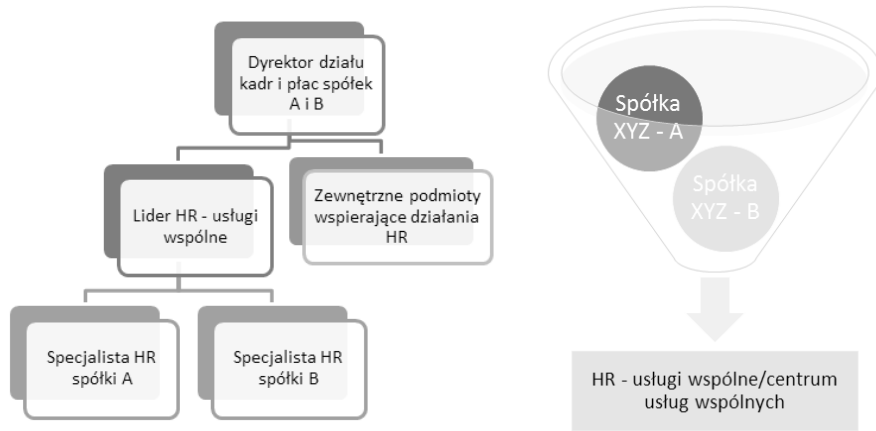 Dyrektor działu
kadr i płac spółek
A i B
Lider HR - usługi
wspólne
Zewnętrzne podmioty
wspierające działania
HR
Specjalista HR
spółki A
Specjalista HR
spółki B
Spółka
XYZ - A
Spółka
XYZ - B
HR - usługi wspólne/centrum
usług wspólnych